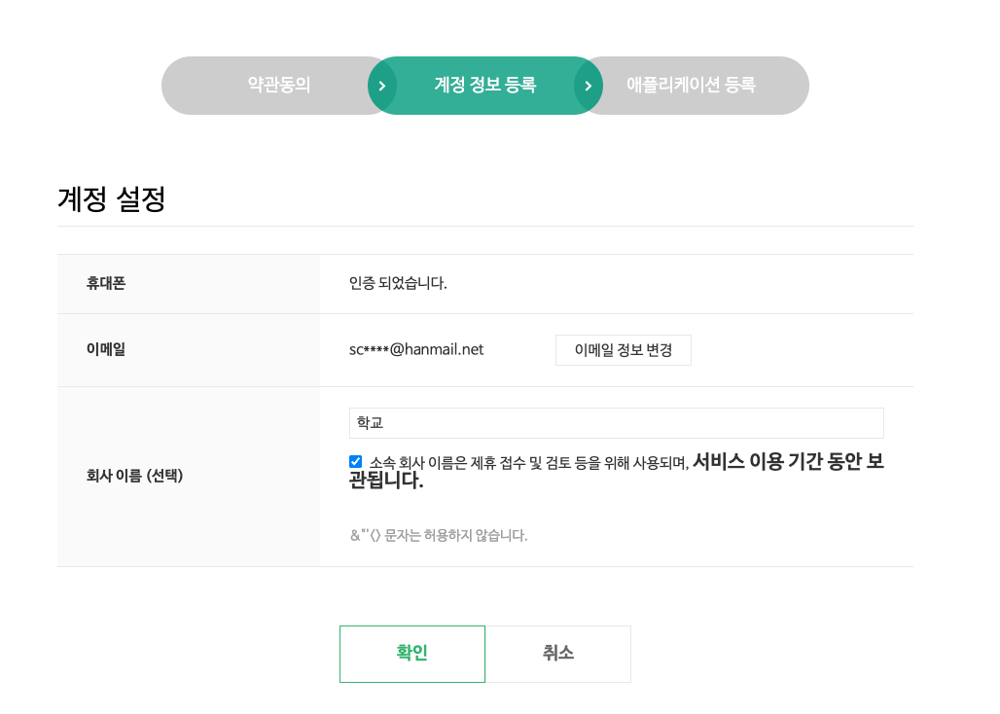 약관동의
계정 정보 등록
애플리케이션 등록
계정 설정
휴대폰
인증 되었습니다.
이메일
sc****@hanmail.net
이메일 정보 변경
회사 이름 (선택)
학교
소속 회사 이름은 제휴 접수 및 검토 등을 위해 사용되며, 서비스 이용 기간 동안 보
관됩니다.
&"'<> 문자는 허용하지 않습니다.
확인
취소